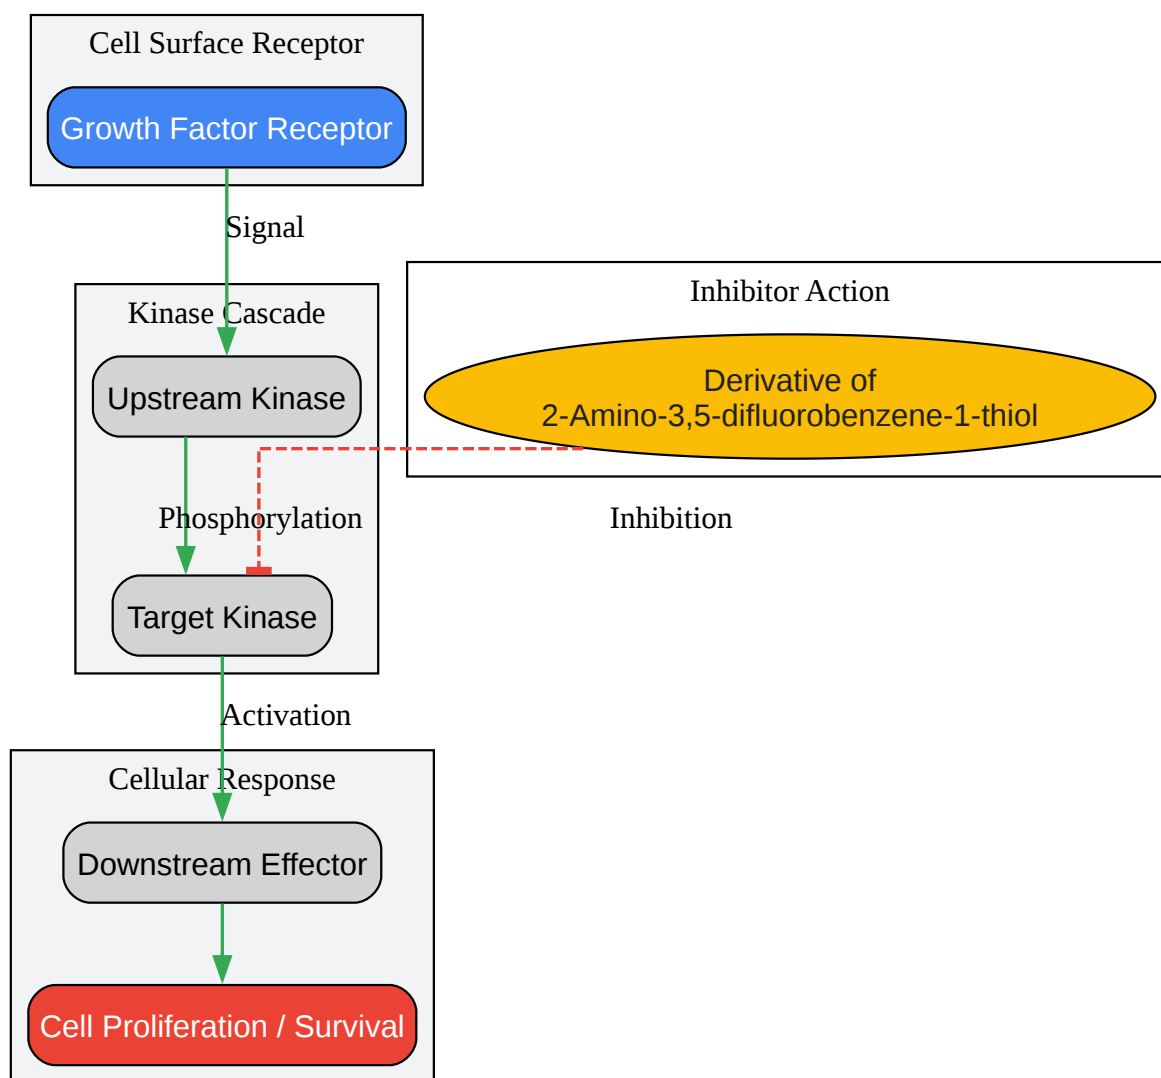 Cell Surface Receptor
Growth Factor Receptor
Signal
Kinase Cascade
Inhibitor Action
Upstream Kinase
Derivative of
2-Amino-3,5-difluorobenzene-1-thiol
Phosphorylation
Inhibition
Target Kinase
Activation
Cellular Response
Downstream Effector
Cell Proliferation / Survival